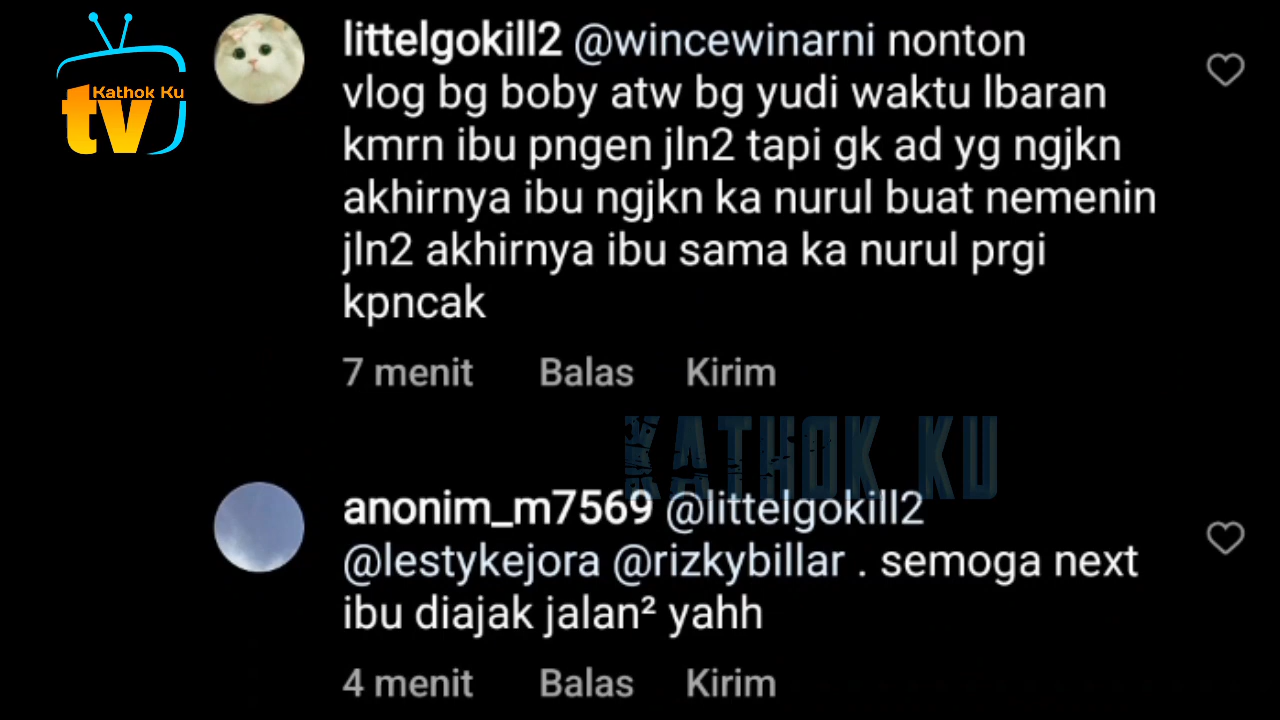 Kathok Ku
tv
littelgokill2 @wincewinarni nonton
vlog bg boby atw bg yudi waktu lbaran
kmrn ibu pngen jln2 tapi gk ad yg ngjkn
akhirnya ibu ngjkn ka nurul buat nemenin
jln2 akhirnya ibu sama ka nurul prgi
kpncak
7 menit Balas Kirim
KATHOK KU
anonim_m7569 @littelgokill2
@lestykejora @rizkybillar . semoga next
ibu diajak jalan² yahh
4 menit Balas Kirim